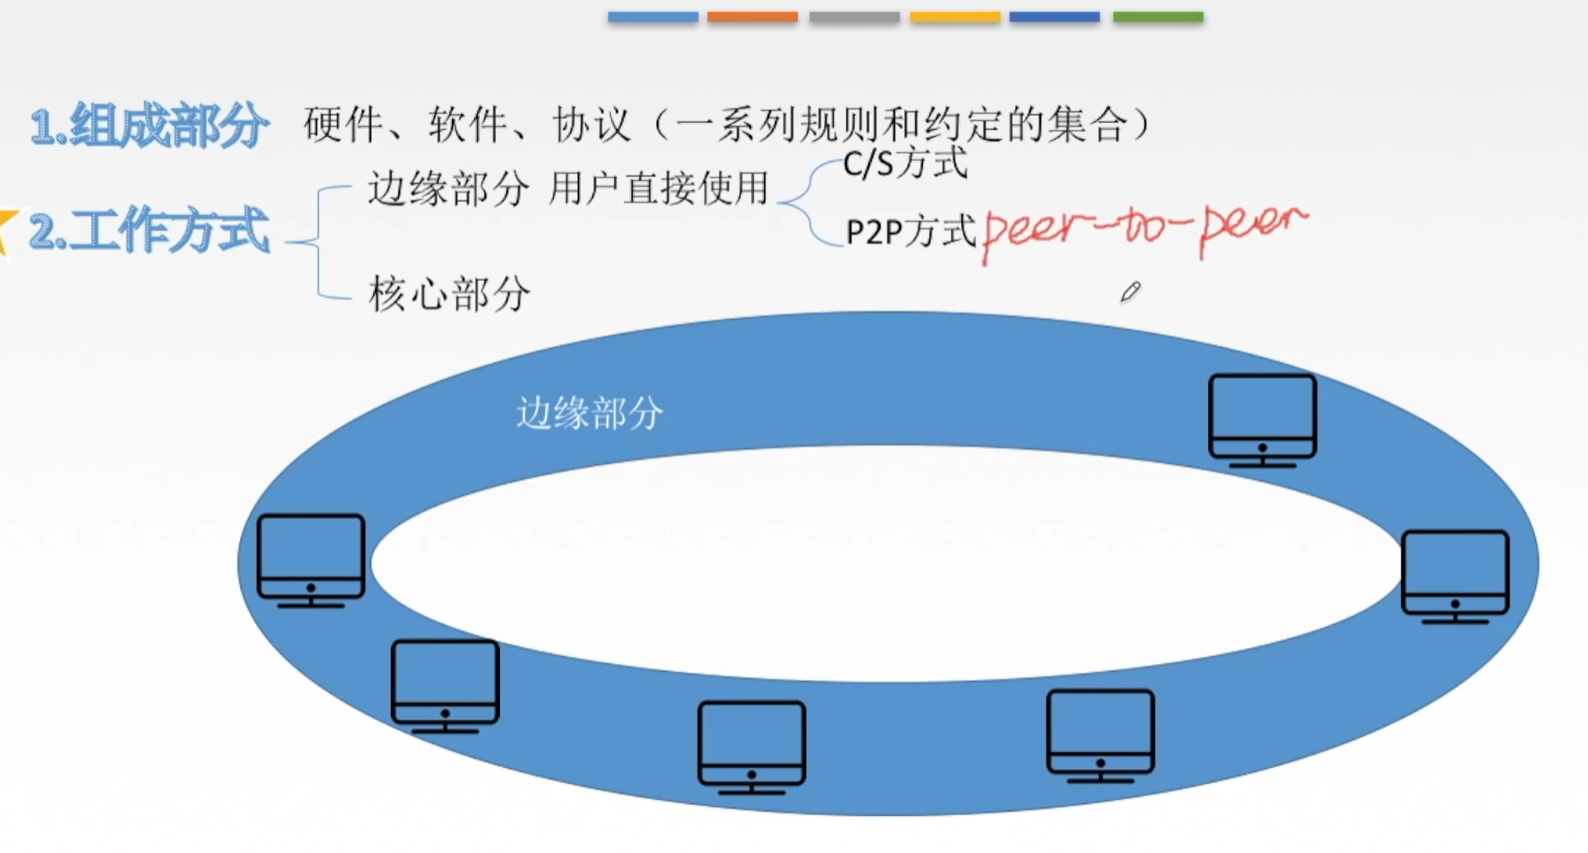 1.组成部分 硬件、软件、协议（一系列规则和约定的集合）
C/S方式
边缘部分 用户直接使用
2.工作方式
P2P方式 peer-to-peer
核心部分
边缘部分